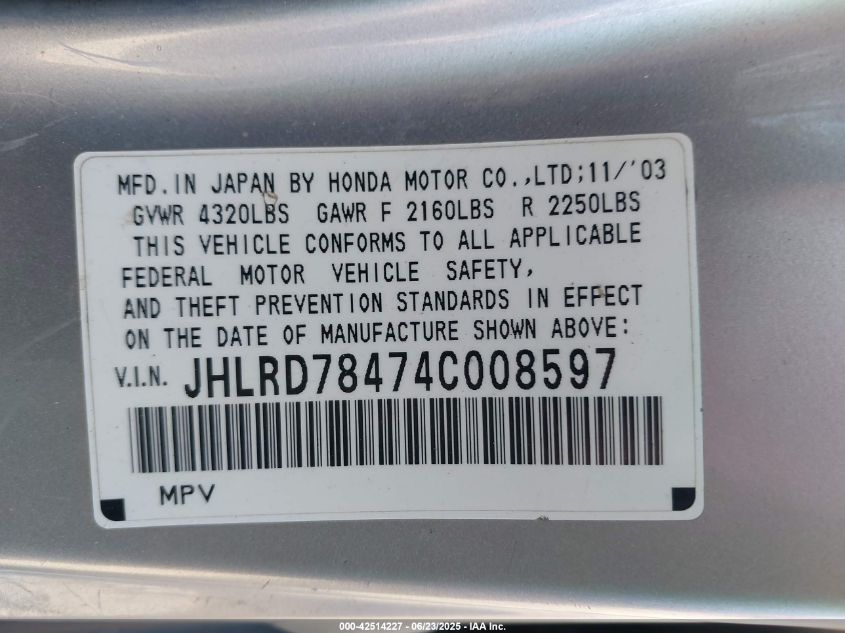 MFD.IN JAPAN BY HONDA MOTOR CO.,LTD;11/'03
GVWR 4320LBS GAWR F 2160LBS R 2250LBS
THIS VEHICLE CONFORMS TO ALL APPLICABLE
FEDERAL MOTOR VEHICLE SAFETY,
AND THEFT PREVENTION STANDARDS IN EFFECT
ON THE DATE OF MANUFACTURE SHOWN ABOVE:
V.I.N. JHLRD78474C008597
MPV
000-42514227 - 06/23/2025 - IAA Inc.